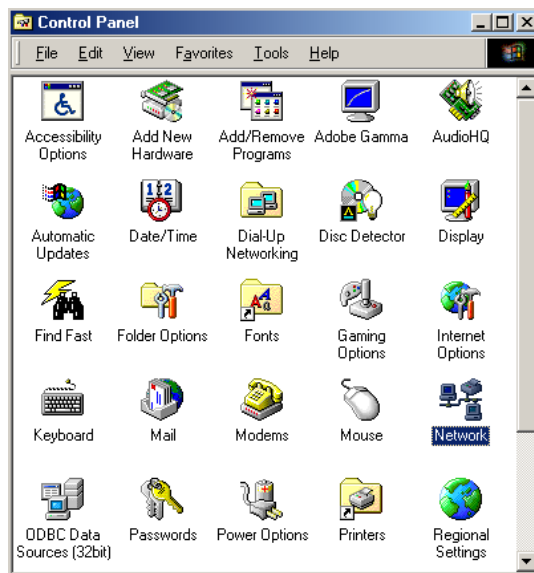 Control Panel
File Edit View Favorites Tools Help
Accessibility Options
Add New Hardware
Add/Remove Programs
Adobe Gamma
AudioHQ
Automatic Updates
Date/Time
Dial-Up Networking
Disc Detector
Display
Find Fast
Folder Options
Fonts
Gaming Options
Internet Options
Keyboard
Mail
Modems
Mouse
Network
ODBC Data Sources (32bit)
Passwords
Power Options
Printers
Regional Settings